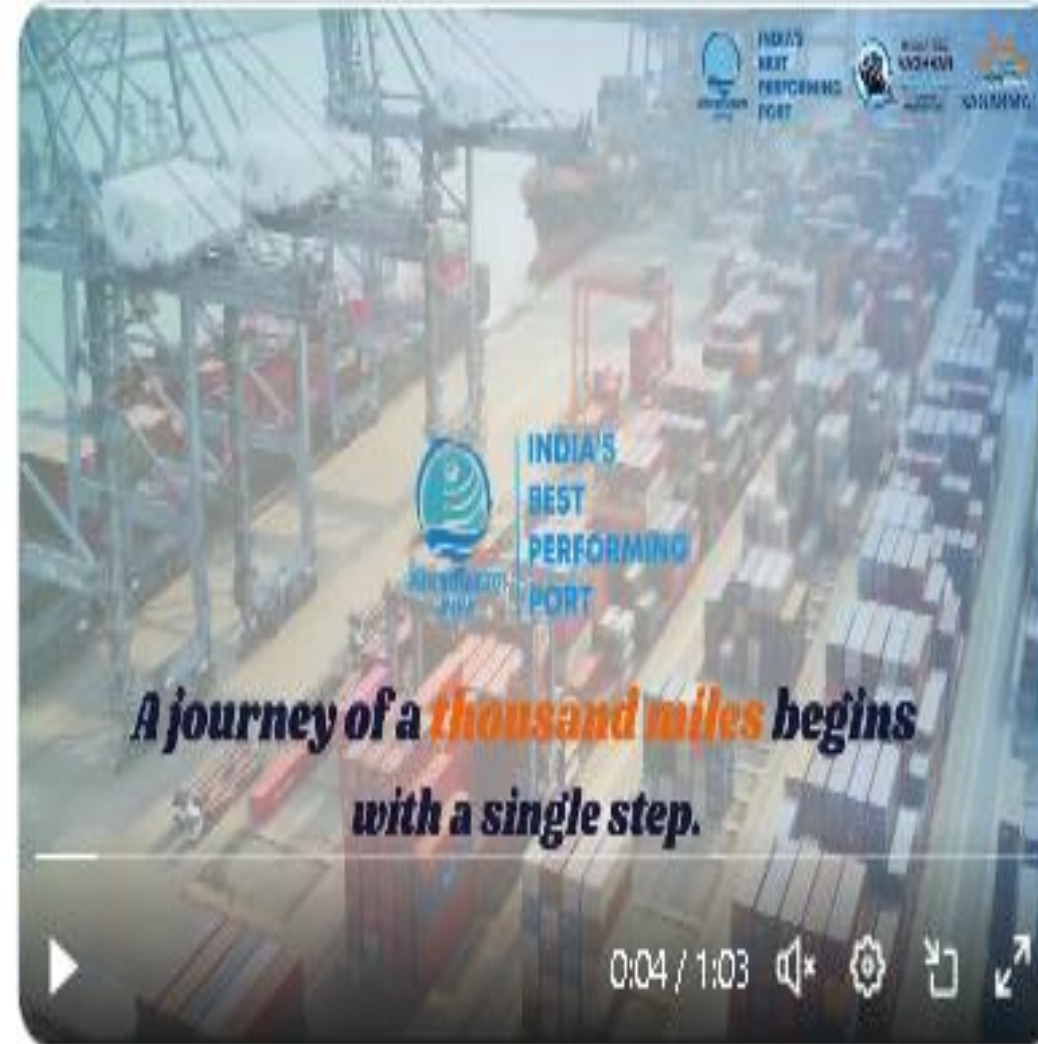 INDIA'S
BEST
PERFORMING
PORT
INDIA'S
BEST
PERFORMING
PORT
A journey of a thousand miles begins
with a single step.
0:04 / 1:03